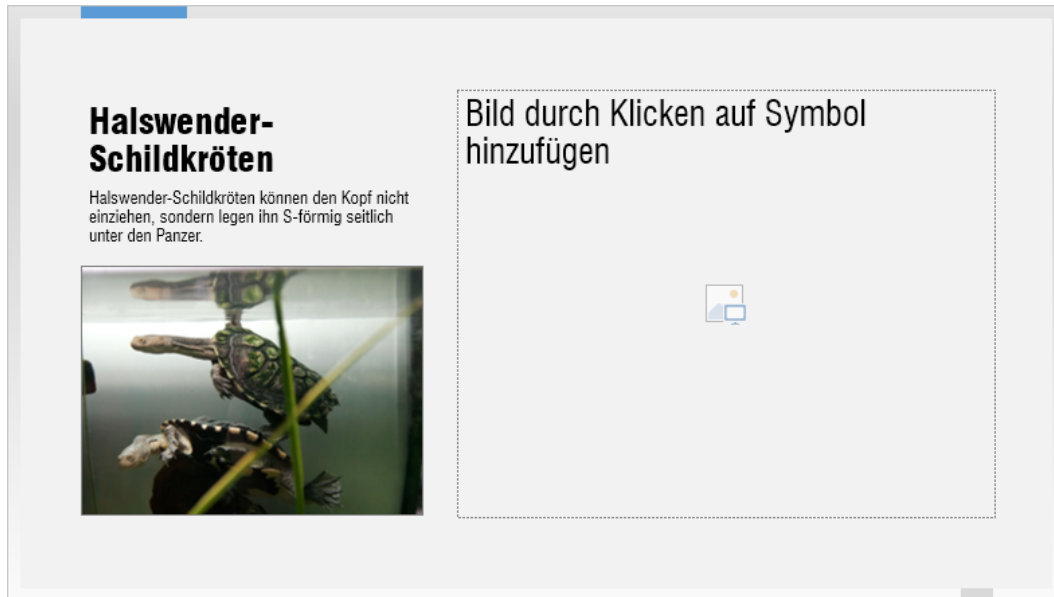 Halswender-
Schildkröten
Halswender-Schildkröten können den Kopf nicht
einziehen, sondern legen ihn S-förmig seitlich
unter den Panzer.
Bild durch Klicken auf Symbol
hinzufügen